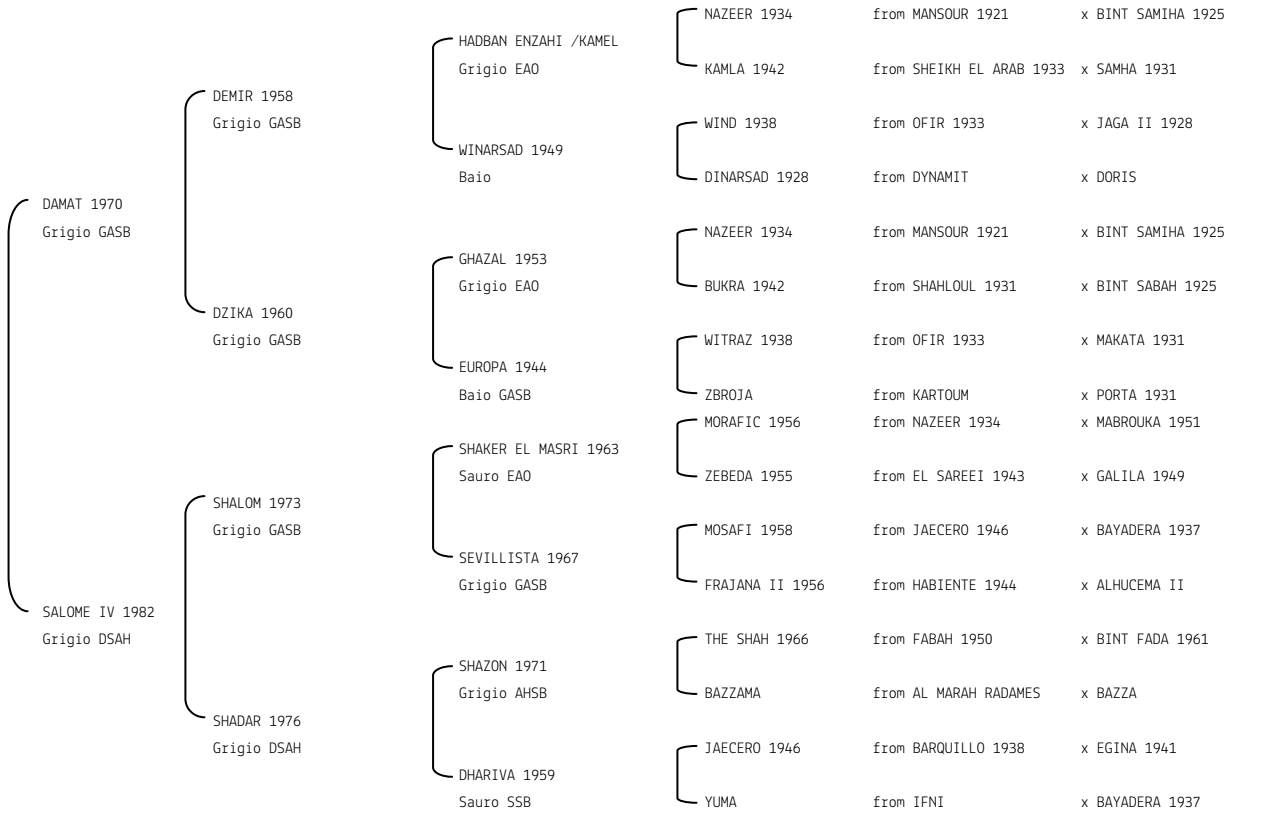 NAZEER 1934 from MANSOUR 1921 x BINT SAMIHA 1925
HADBAN ENZAHI /KAMEL
Grigio EAO KAMLA 1942 from SHEIKH EL ARAB 1933 x SAMHA 1931
DEMIR 1958
Grigio GASB WIND 1938 from OFIR 1933 x JAGA II 1928
WINARSAD 1949
Baio DINARSAD 1928 from DYNAMIT x DORIS
DAMAT 1970
Grigio GASB NAZEER 1934 from MANSOUR 1921 x BINT SAMIHA 1925
GHAZAL 1953
Grigio EAO BUKRA 1942 from SHAHLOUL 1931 x BINT SABAH 1925
DZIKA 1960
Grigio GASB WITRAZ 1938 from OFIR 1933 x MAKATA 1931
EUROPA 1944
Baio GASB ZBROJA from KARTOUM x PORTA 1931
MORAFIC 1956 from NAZEER 1934 x MABROUKA 1951
SHAKER EL MASRI 1963
Sauro EAO ZEBEDA 1955 from EL SAREEI 1943 x GALILA 1949
SHALOM 1973
Grigio GASB MOSAFI 1958 from JAECERO 1946 x BAYADERA 1937
SEVILLISTA 1967
Grigio GASB FRAJANA II 1956 from HABIENTE 1944 x ALHUCEMA II
SALOME IV 1982
Grigio DSAH THE SHAH 1966 from FABAH 1950 x BINT FADA 1961
SHAZON 1971
Grigio AHSB BAZZAMA from AL MARAH RADAMES x BAZZA
SHADAR 1976
Grigio DSAH JAECERO 1946 from BARQUILLO 1938 x EGINA 1941
DHARIVA 1959
Sauro SSB YUMA from IFNI x BAYADERA 1937